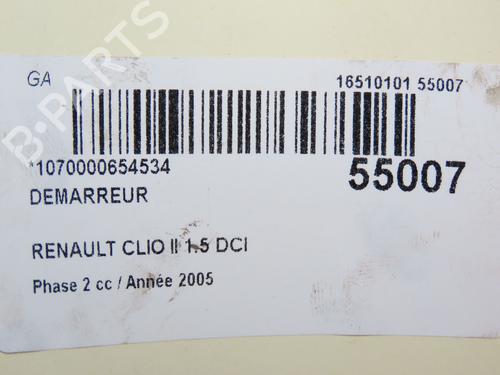 GA
16510101 55007
*1070000654534
55007
DEMARREUR
RENAULT CLIO II 1.5 DCI
Phase 2 cc / Année 2005
B-PARTS